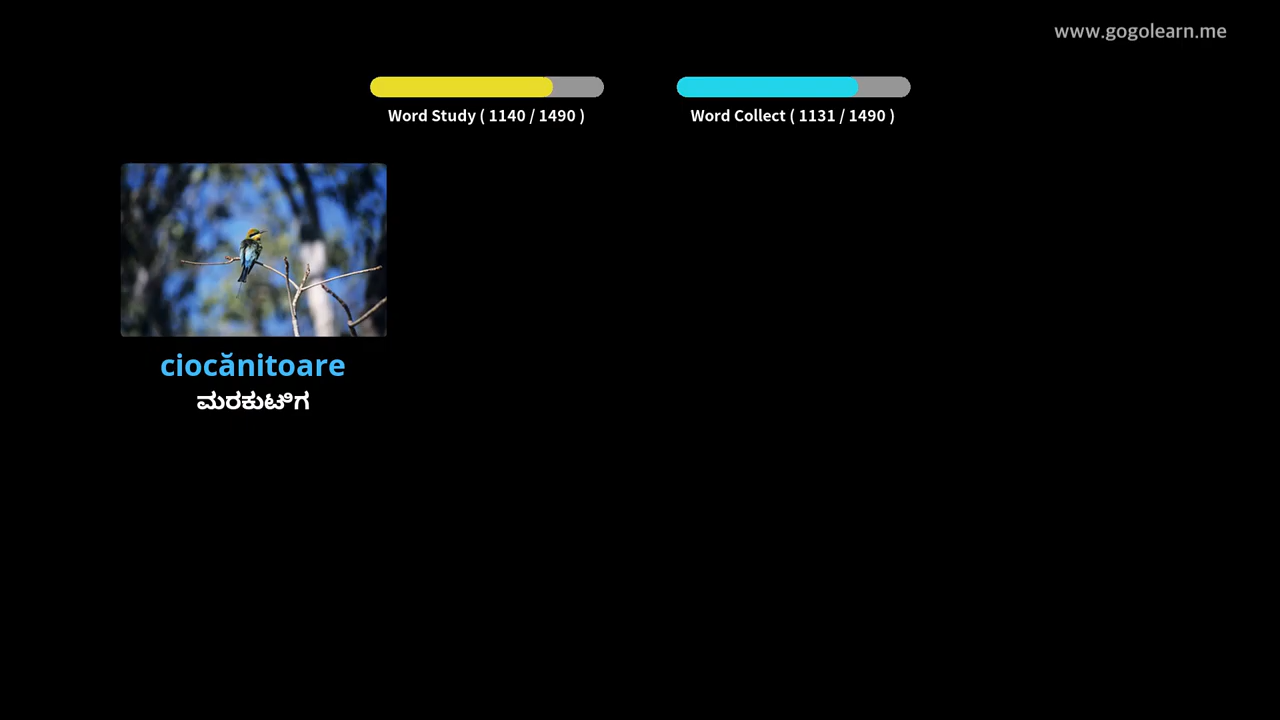 www.gogolearn.me
Word Study ( 1140 / 1490 )
Word Collect ( 1131 / 1490 )
ciocănitoare
ಮರಕುಟಿಗ